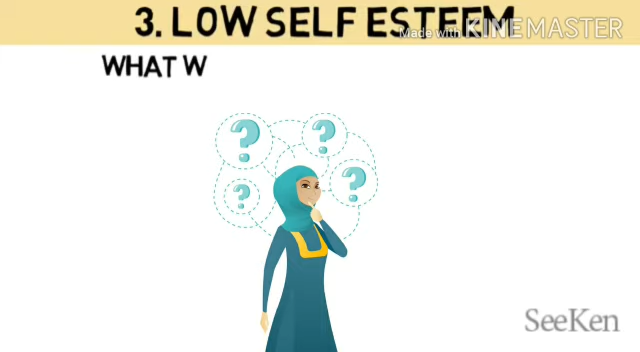 3. LOW SELF ESTEEM
Made with KINEMASTER
WHAT W
?
?
?
?
SeeKen